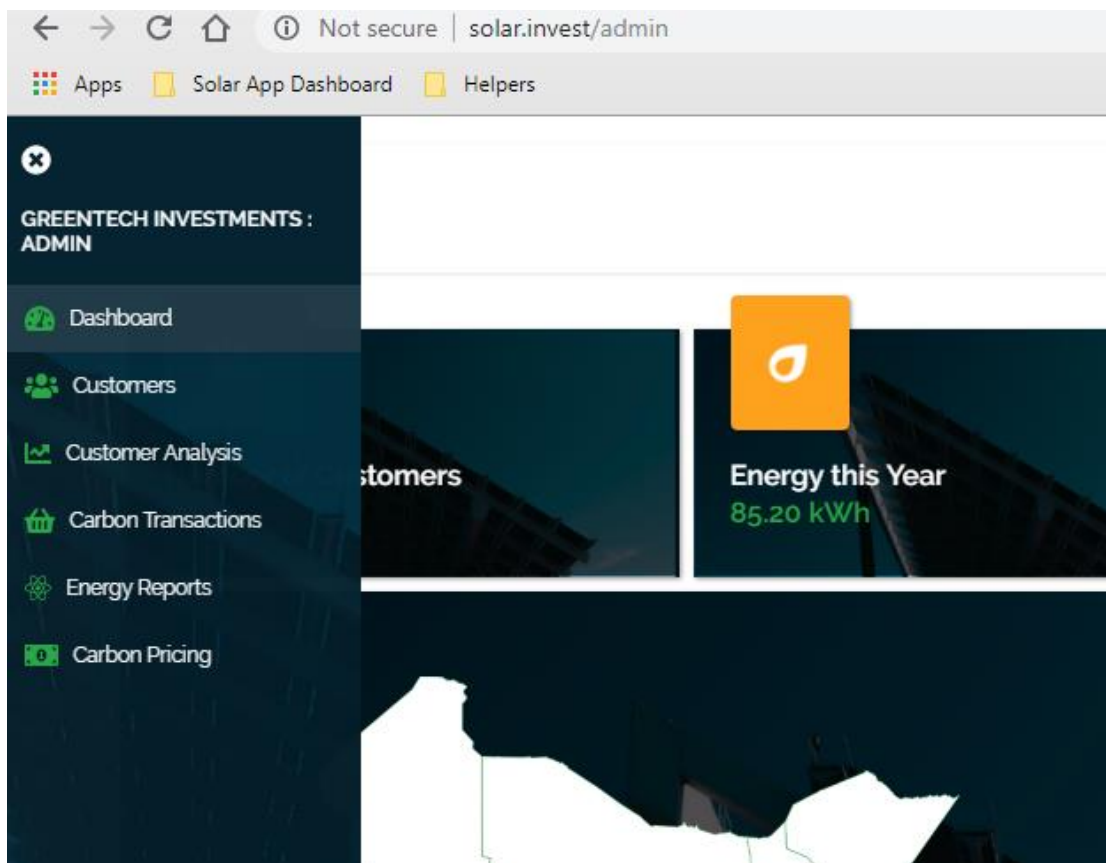 Not secure | solar.invest/admin
Apps Solar App Dashboard Helpers
GREENTECH INVESTMENTS :
ADMIN
Dashboard
Customers
Customer Analysis
Carbon Transactions
Energy Reports
Carbon Pricing
stomers
Energy this Year
85.20 kWh